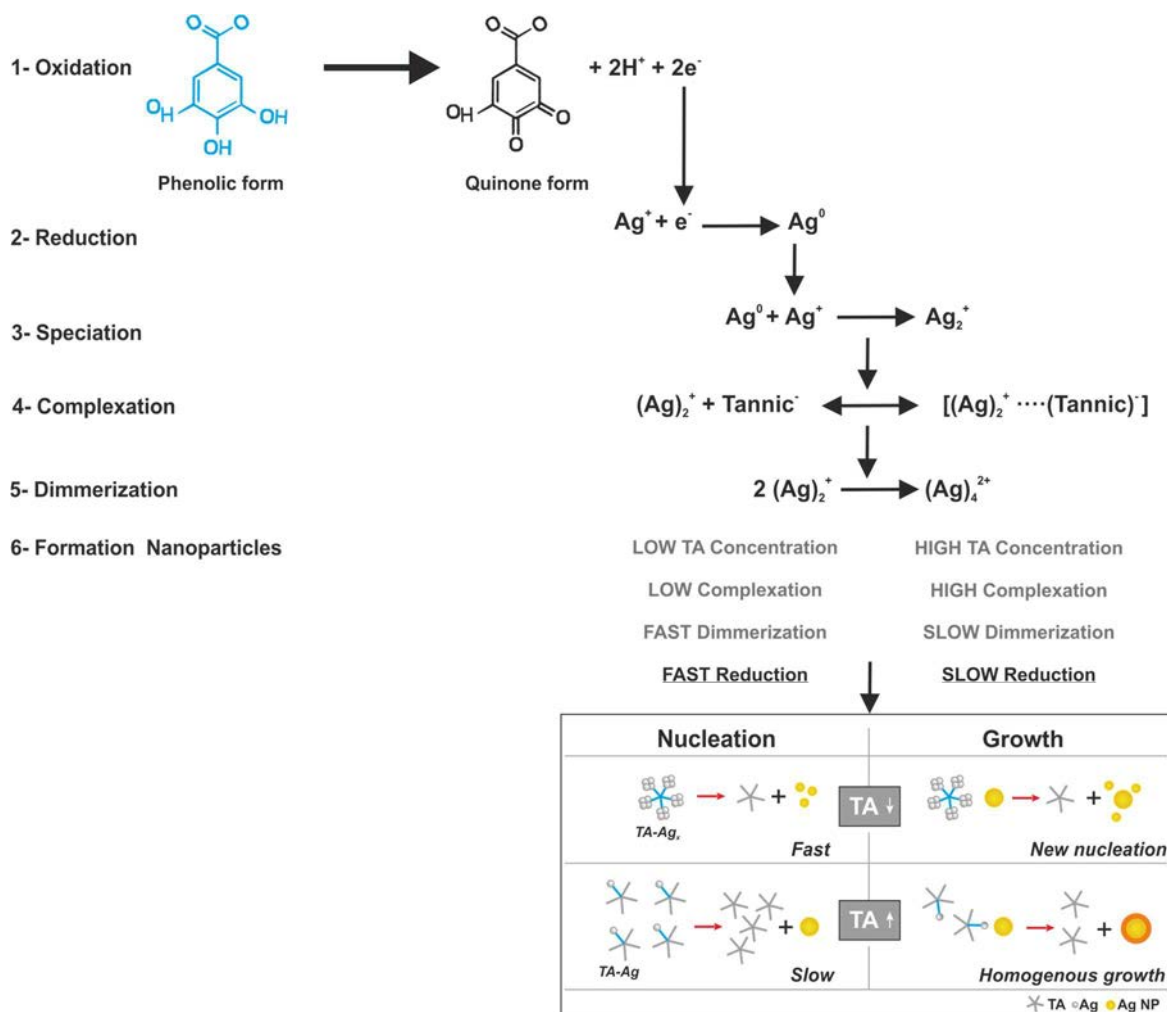 1- Oxidation
O
O
OH
OH
OH
Phenolic form
O
O
OH
O
O
Quinone form
+ 2H⁺ + 2e⁻
2- Reduction
Ag⁺ + e⁻
Ag⁰
3- Speciation
Ag⁰ + Ag⁺
Ag₂⁺
4- Complexation
(Ag)₂⁺ + Tannic⁻
[(Ag)₂⁺ ····(Tannic)⁻]
5- Dimmerization
2 (Ag)₂⁺
(Ag)₄²⁺
6- Formation Nanoparticles
LOW TA Concentration
HIGH TA Concentration
LOW Complexation
HIGH Complexation
FAST Dimmerization
SLOW Dimmerization
FAST Reduction
SLOW Reduction
Nucleation
Growth
TA-Agₓ
+
Fast
TA ↓
+
New nucleation
TA-Ag
+
Slow
TA ↑
+
Homogenous growth
TA Ag Ag NP